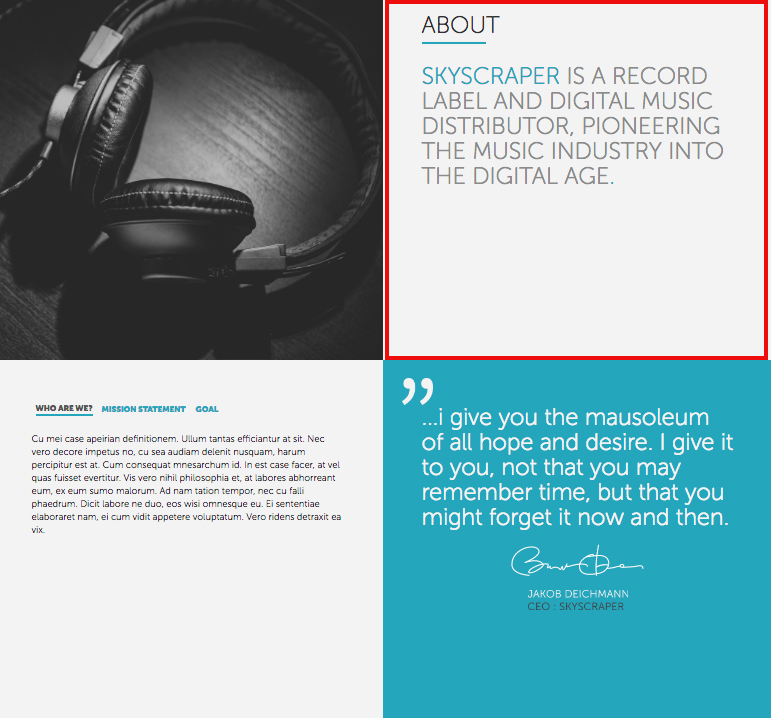 ABOUT
SKYSCRAPER IS A RECORD
LABEL AND DIGITAL MUSIC
DISTRIBUTOR, PIONEERING
THE MUSIC INDUSTRY INTO
THE DIGITAL AGE.
WHO ARE WE? MISSION STATEMENT GOAL
Cu mei case apeirian definitionem. Ullum tantas efficiantur at sit. Nec
vero decore impetus no, cu sea audiam delenit nusquam, harum
percipitur est at. Cum consequat mnesarchum id. In est case facer, at vel
quas fuisset evertitur. Vis vero nihil philosophia et, at labores abhorreant
eum, ex eum sumo malorum. Ad nam tation tempor, nec cu falli
phaedrum. Dicit labore ne duo, eos wisi omnesque eu. Ei sententiae
elaboraret nam, ei cum vidit appetere voluptatum. Vero ridens detraxit ea
vix.
”
...i give you the mausoleum
of all hope and desire. I give it
to you, not that you may
remember time, but that you
might forget it now and then.
JAKOB DEICHMANN
CEO : SKYSCRAPER